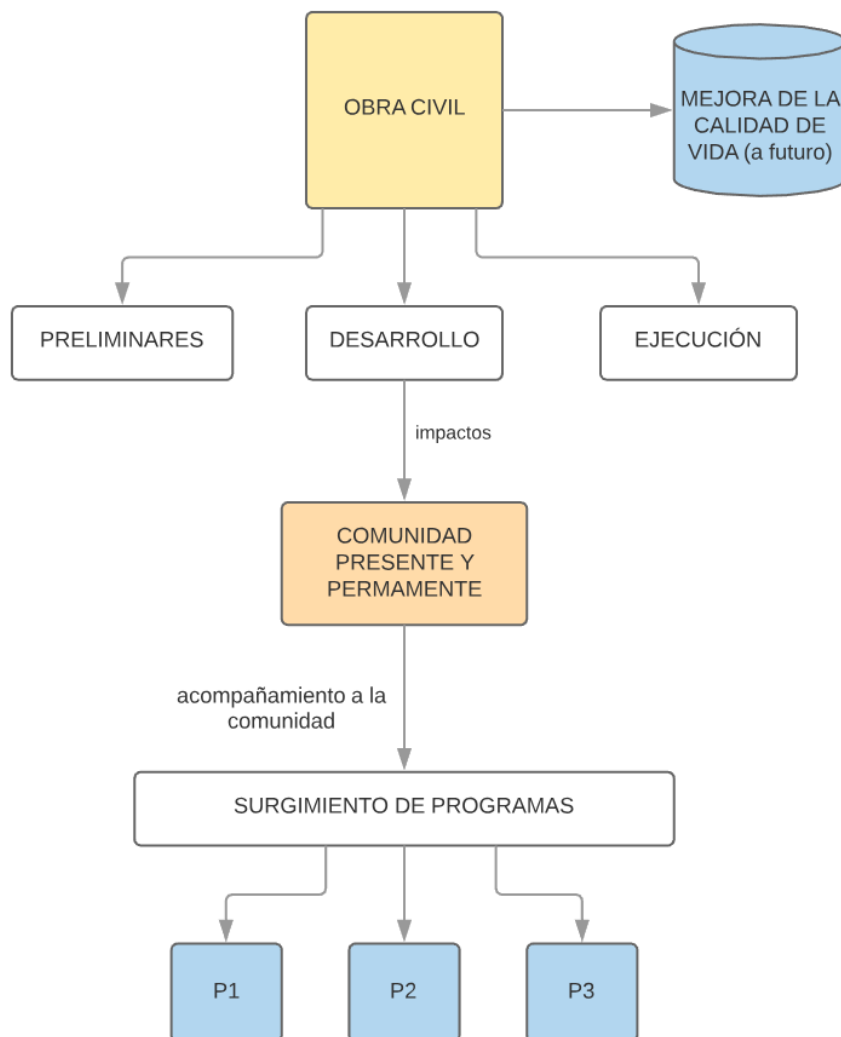 OBRA CIVIL
MEJORA DE LA
CALIDAD DE
VIDA (a futuro)
PRELIMINARES
DESARROLLO
EJECUCIÓN
impactos
COMUNIDAD
PRESENTE Y
PERMAMENTE
acompañamiento a la
comunidad
SURGIMIENTO DE PROGRAMAS
P1
P2
P3